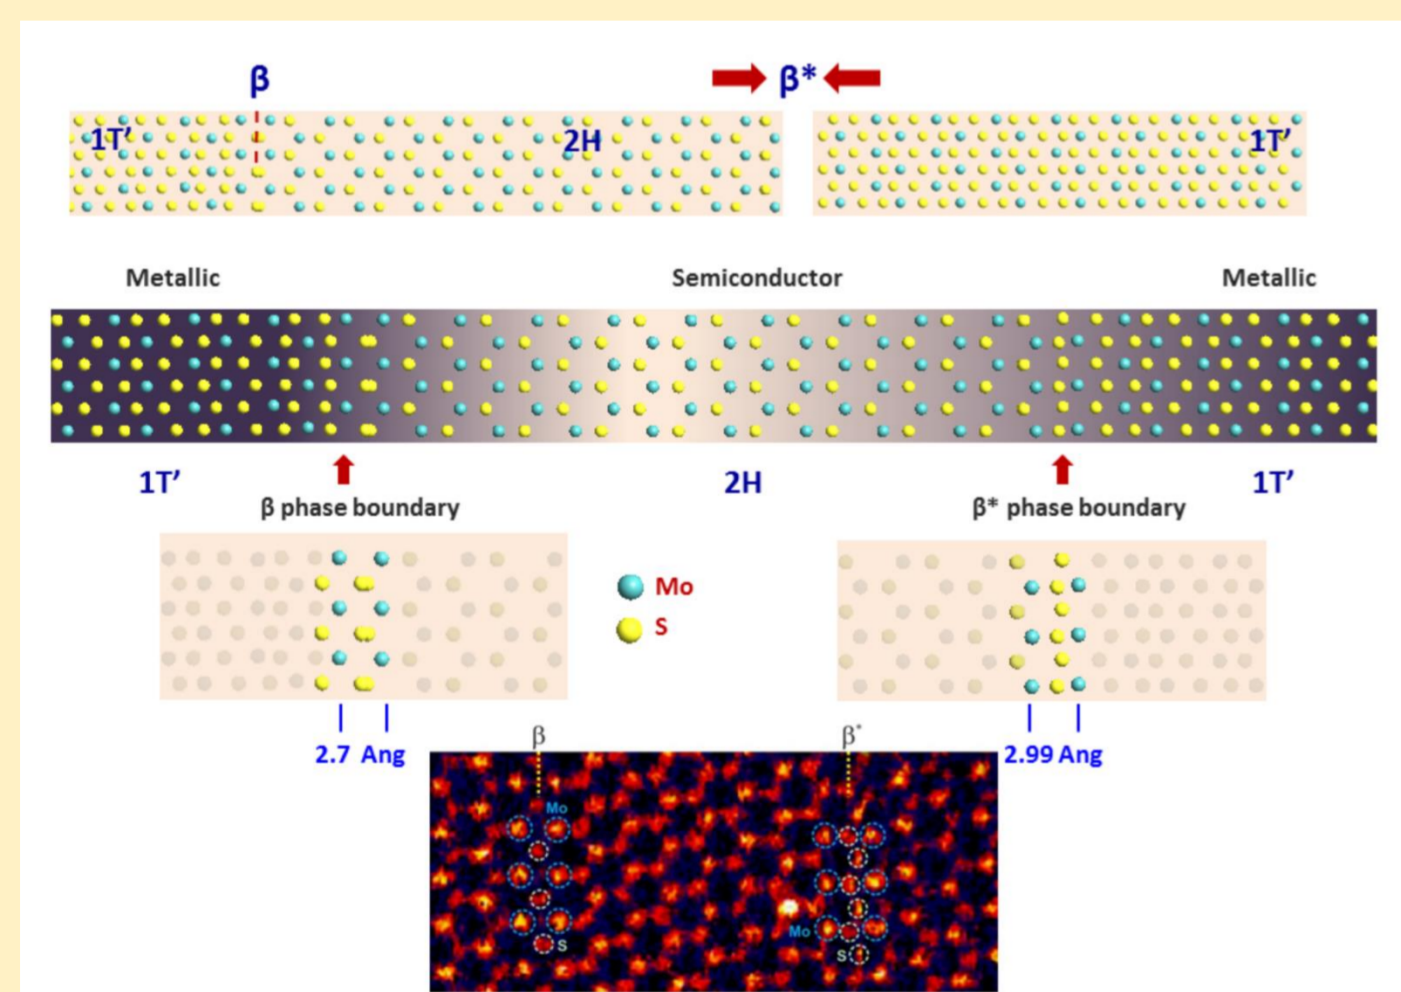 β
β*
1T’
2H
1T’
Metallic
Semiconductor
Metallic
1T’
2H
1T’
β phase boundary
β* phase boundary
Mo
S
2.7 Ang
2.99 Ang
β
β*
Mo
Mo
S
S